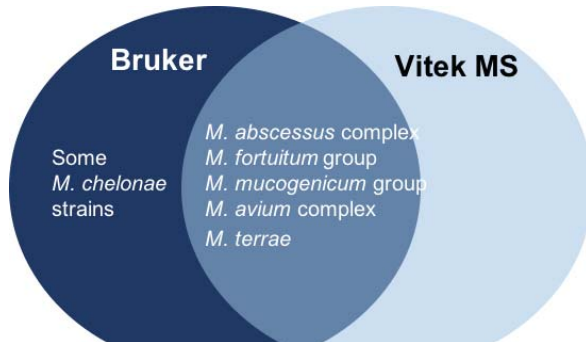 Bruker
Vitek MS
Some
M. chelonae
strains
M. abscessus complex
M. fortuitum group
M. mucogenicum group
M. avium complex
M. terrae